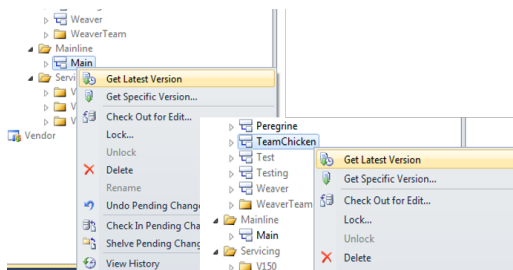 Weaver
WeaverTeam
Mainline
Main
Servi
V
V
V
Vendor
Get Latest Version
Get Specific Version...
Check Out for Edit...
Lock...
Unlock
Delete
Rename
Undo Pending Change
Check In Pending Cha
Shelve Pending Chang
View History
Peregrine
TeamChicken
Test
Testing
Weaver
WeaverTeam
Mainline
Main
Servicing
V150
Get Latest Version
Get Specific Version...
Check Out for Edit...
Lock...
Unlock
Delete